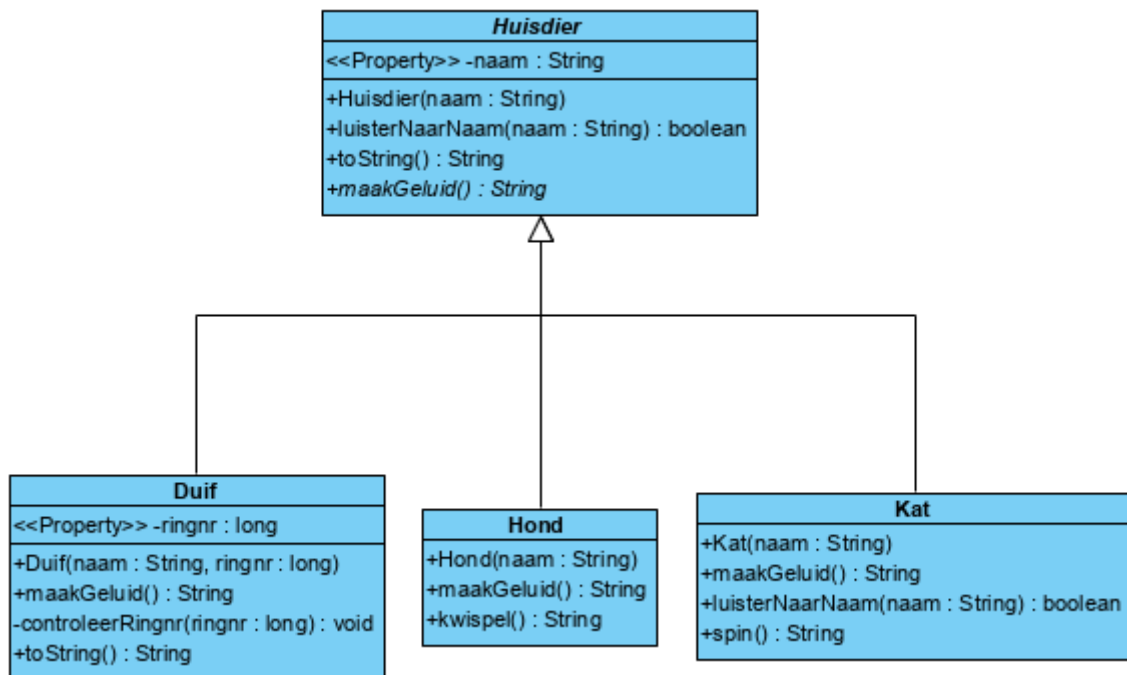 Huisdier
<<Property>> -naam : String
+Huisdier(naam : String)
+luisterNaarNaam(naam : String) : boolean
+toString() : String
+maakGeluid() : String
Duif
<<Property>> -ringnr : long
+Duif(naam : String, ringnr : long)
+maakGeluid() : String
-controleerRingnr(ringnr : long) : void
+toString() : String
Hond
+Hond(naam : String)
+maakGeluid() : String
+kwispel() : String
Kat
+Kat(naam : String)
+maakGeluid() : String
+luisterNaarNaam(naam : String) : boolean
+spin() : String